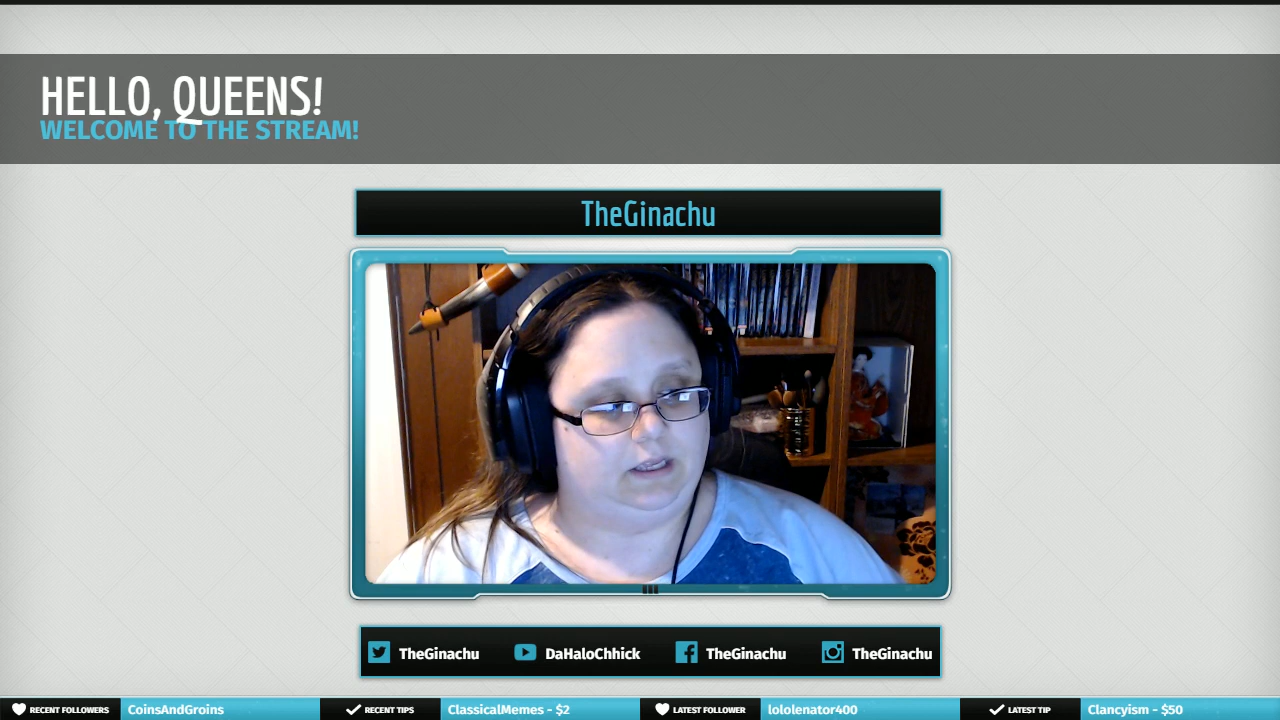 HELLO, QUEENS!
WELCOME TO THE STREAM!
TheGinachu
TheGinachu DaHaloChhick TheGinachu TheGinachu
RECENT FOLLOWERS CoinsAndGroins RECENT TIPS ClassicalMemes - $2 LATEST FOLLOWER lololenator400 LATEST TIP Clancyism - $50